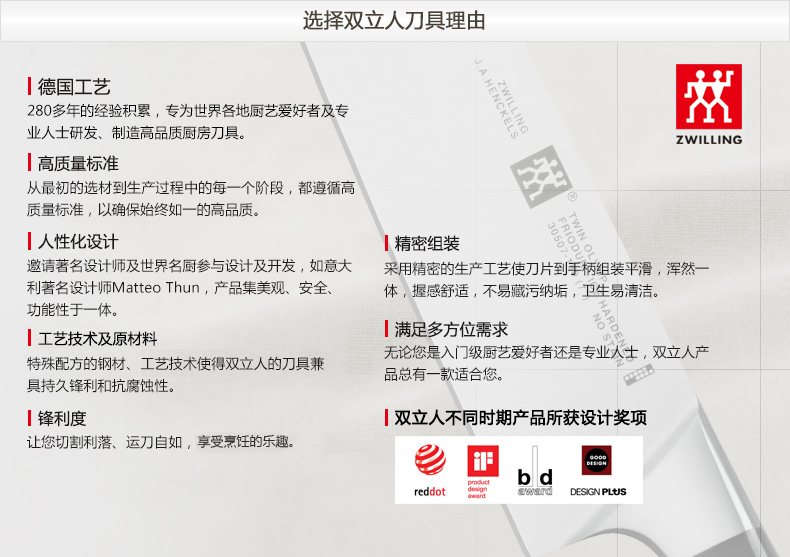 选择双立人刀具理由
德国工艺
280多年的经验积累，专为世界各地厨艺爱好者及专
业人士研发、制造高品质厨房刀具。
高质量标准
从最初的选材到生产过程中的每一个阶段，都遵循高
质量标准，以确保始终如一的高品质。
人性化设计
邀请著名设计师及世界名厨参与设计及开发，如意大
利著名设计师Matteo Thun，产品集美观、安全、
功能性于一体。
工艺技术及原材料
特殊配方的钢材、工艺技术使得双立人的刀具兼
具持久锋利和抗腐蚀性。
锋利度
让您切割利落、运刀自如，享受烹饪的乐趣。
ZWILLING
J.A.HENCKELS
®
FRIODUR
NO STAIN
ZWILLING
精密组装
采用精密的生产工艺使刀片到手柄组装平滑，浑然一
体，握感舒适，不易藏污纳垢，卫生易清洁。
满足多方位需求
无论您是入门级厨艺爱好者还是专业人士，双立人产
品总有一款适合您。
双立人不同时期产品所获设计奖项
reddot
iF
product
design
award
bld
award
GOOD
DESIGN
DESIGN PLUS